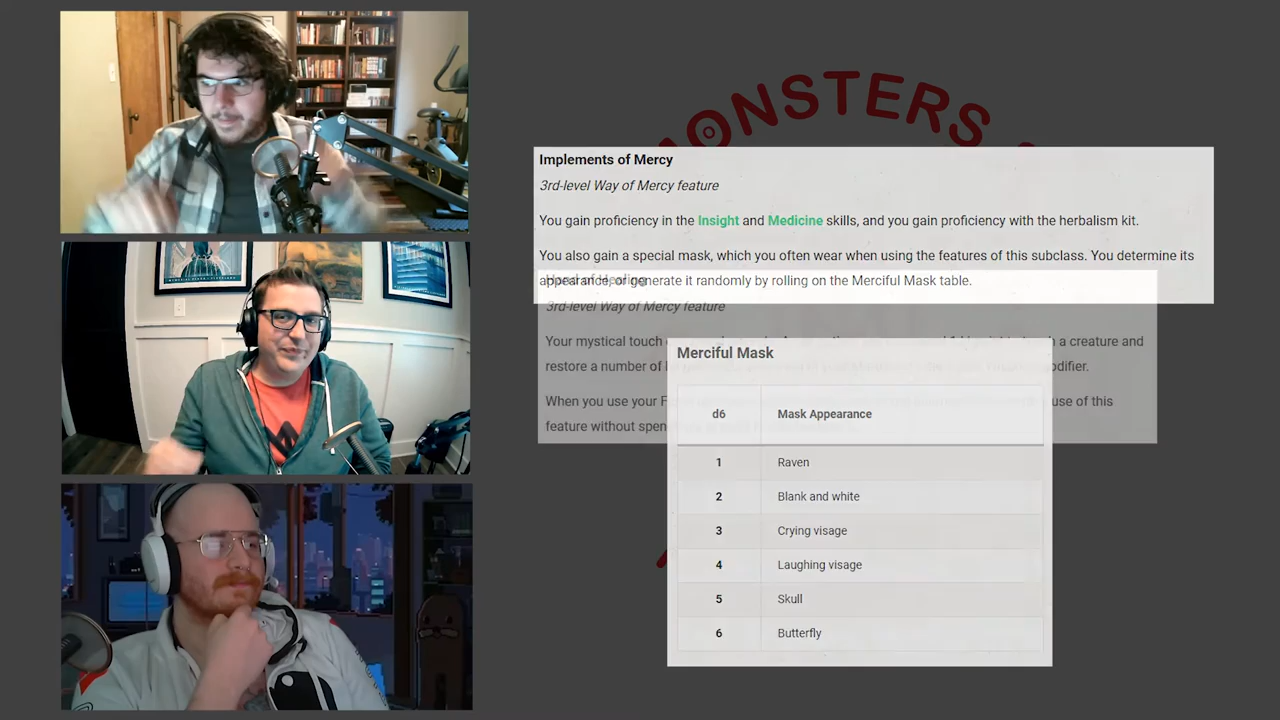 MONSTERS
Implements of Mercy
3rd-level Way of Mercy feature
You gain proficiency in the Insight and Medicine skills, and you gain proficiency with the herbalism kit.
You also gain a special mask, which you often wear when using the features of this subclass. You determine its
appearance, or generate it randomly by rolling on the Merciful Mask table.
3rd-level Way of Mercy feature
Your mystical touch a creature and
restore a number of
When you use your use of this
feature without
Merciful Mask
d6 Mask Appearance
1 Raven
2 Blank and white
3 Crying visage
4 Laughing visage
5 Skull
6 Butterfly